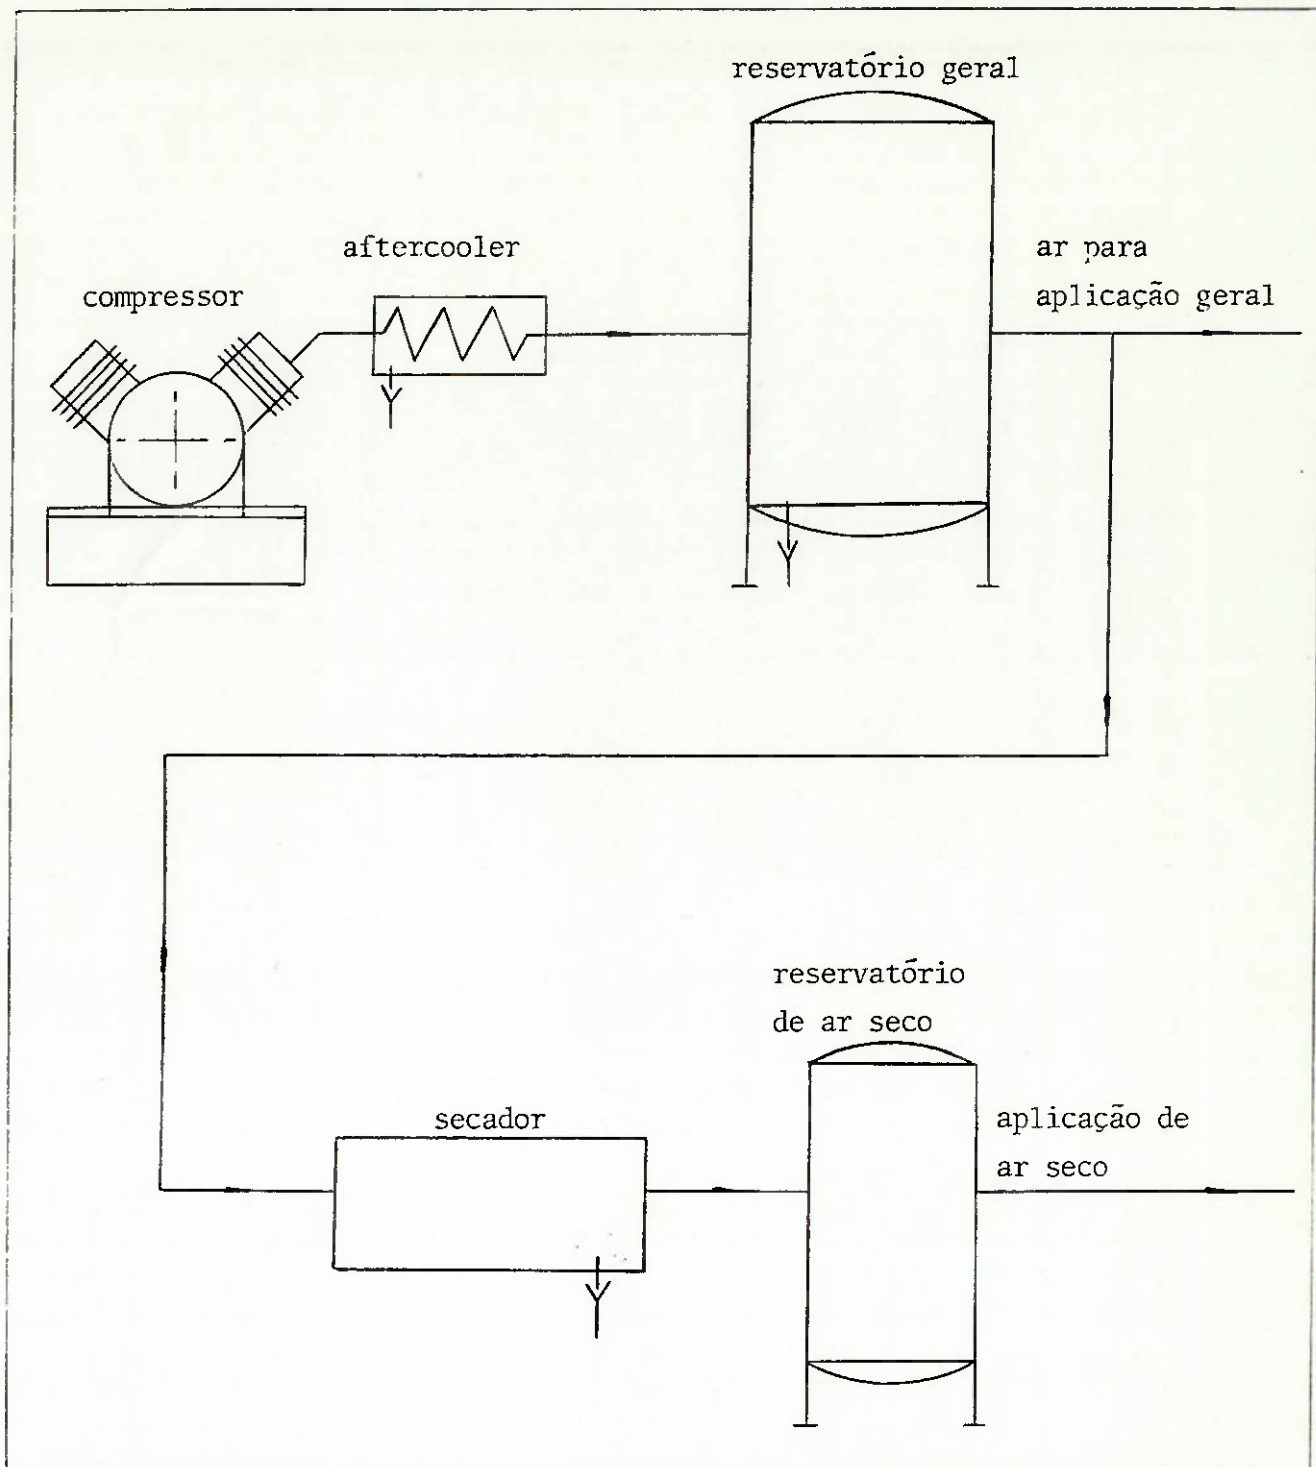 reservatório geral
aftercooler
compressor
ar para
aplicação geral
reservatório
de ar seco
secador
aplicação de
ar seco